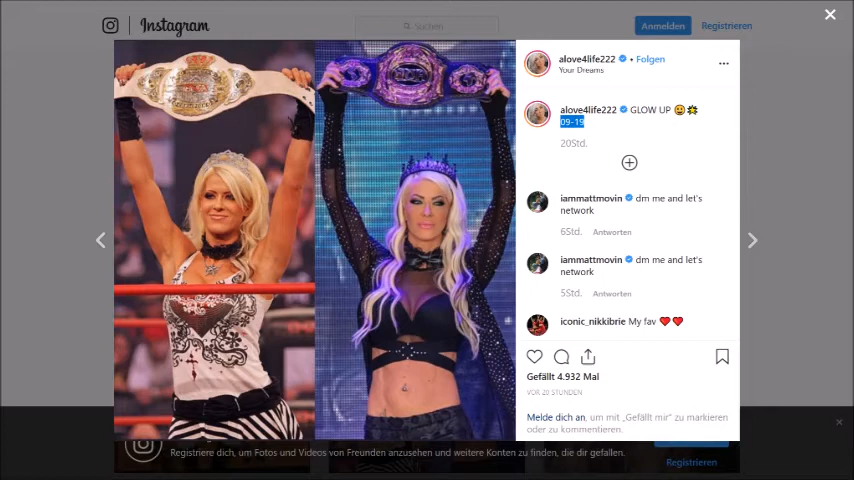 Instagram
Suchen
Anmelden
Registrieren
alove4life222 • Folgen
Your Dreams
alove4life222 GLOW UP
09-19
20Std.
iammattmovin dm me and let's
network
6Std. Antworten
iammattmovin dm me and let's
network
5Std. Antworten
iconic_nikkibrie My fav
Gefällt 4.932 Mal
VOR 20 STUNDEN
Melde dich an, um mit „Gefällt mir“ zu markieren
oder zu kommentieren.
Registriere dich, um Fotos und Videos von Freunden anzusehen und weitere Konten zu finden, die dir gefallen.
Registrieren